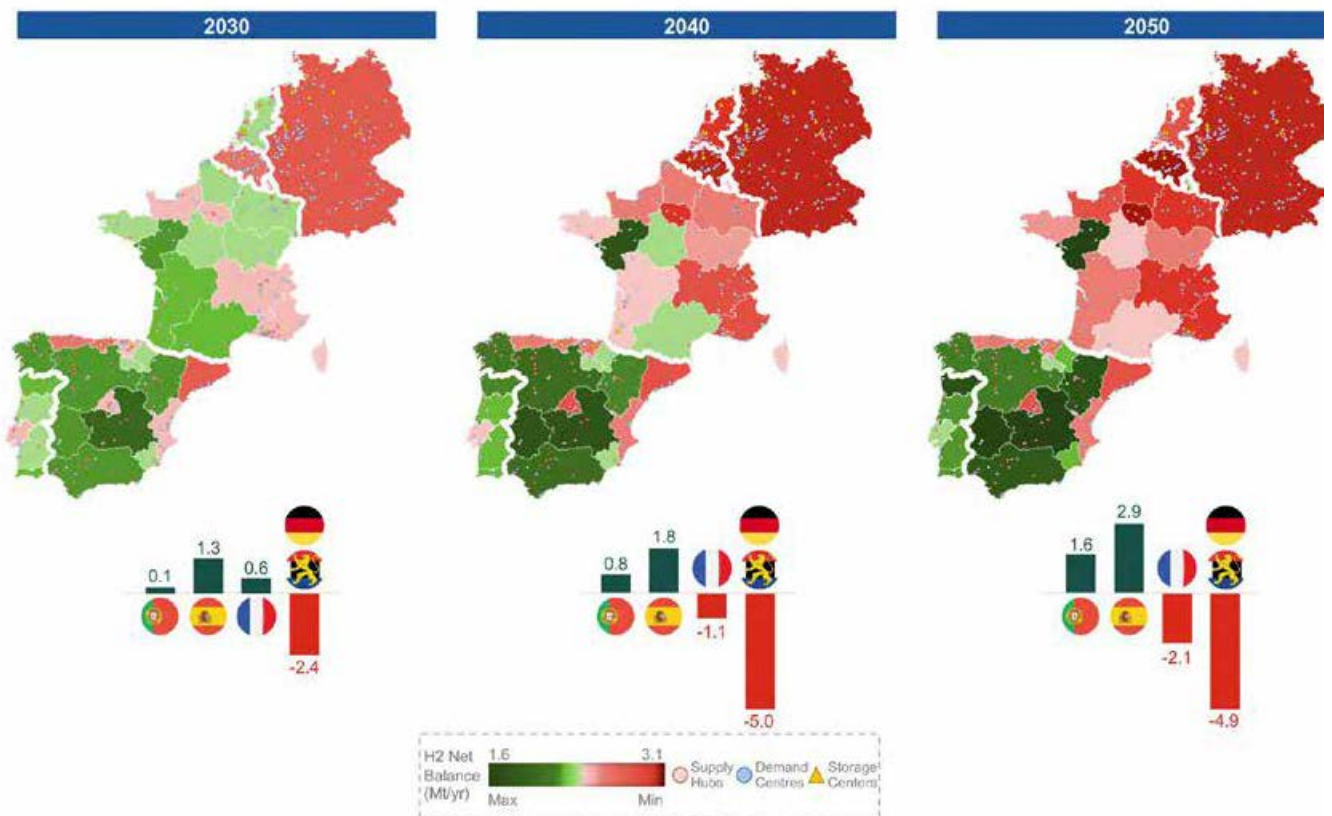 2030
2040
2050
0.1
1.3
0.6
-2.4
0.8
1.8
-1.1
-5.0
1.6
2.9
-2.1
-4.9
H2 Net
Balance
(Mt/yr)
1.6
3.1
Max
Min
Supply
Hubs
Demand
Centres
Storage
Centers